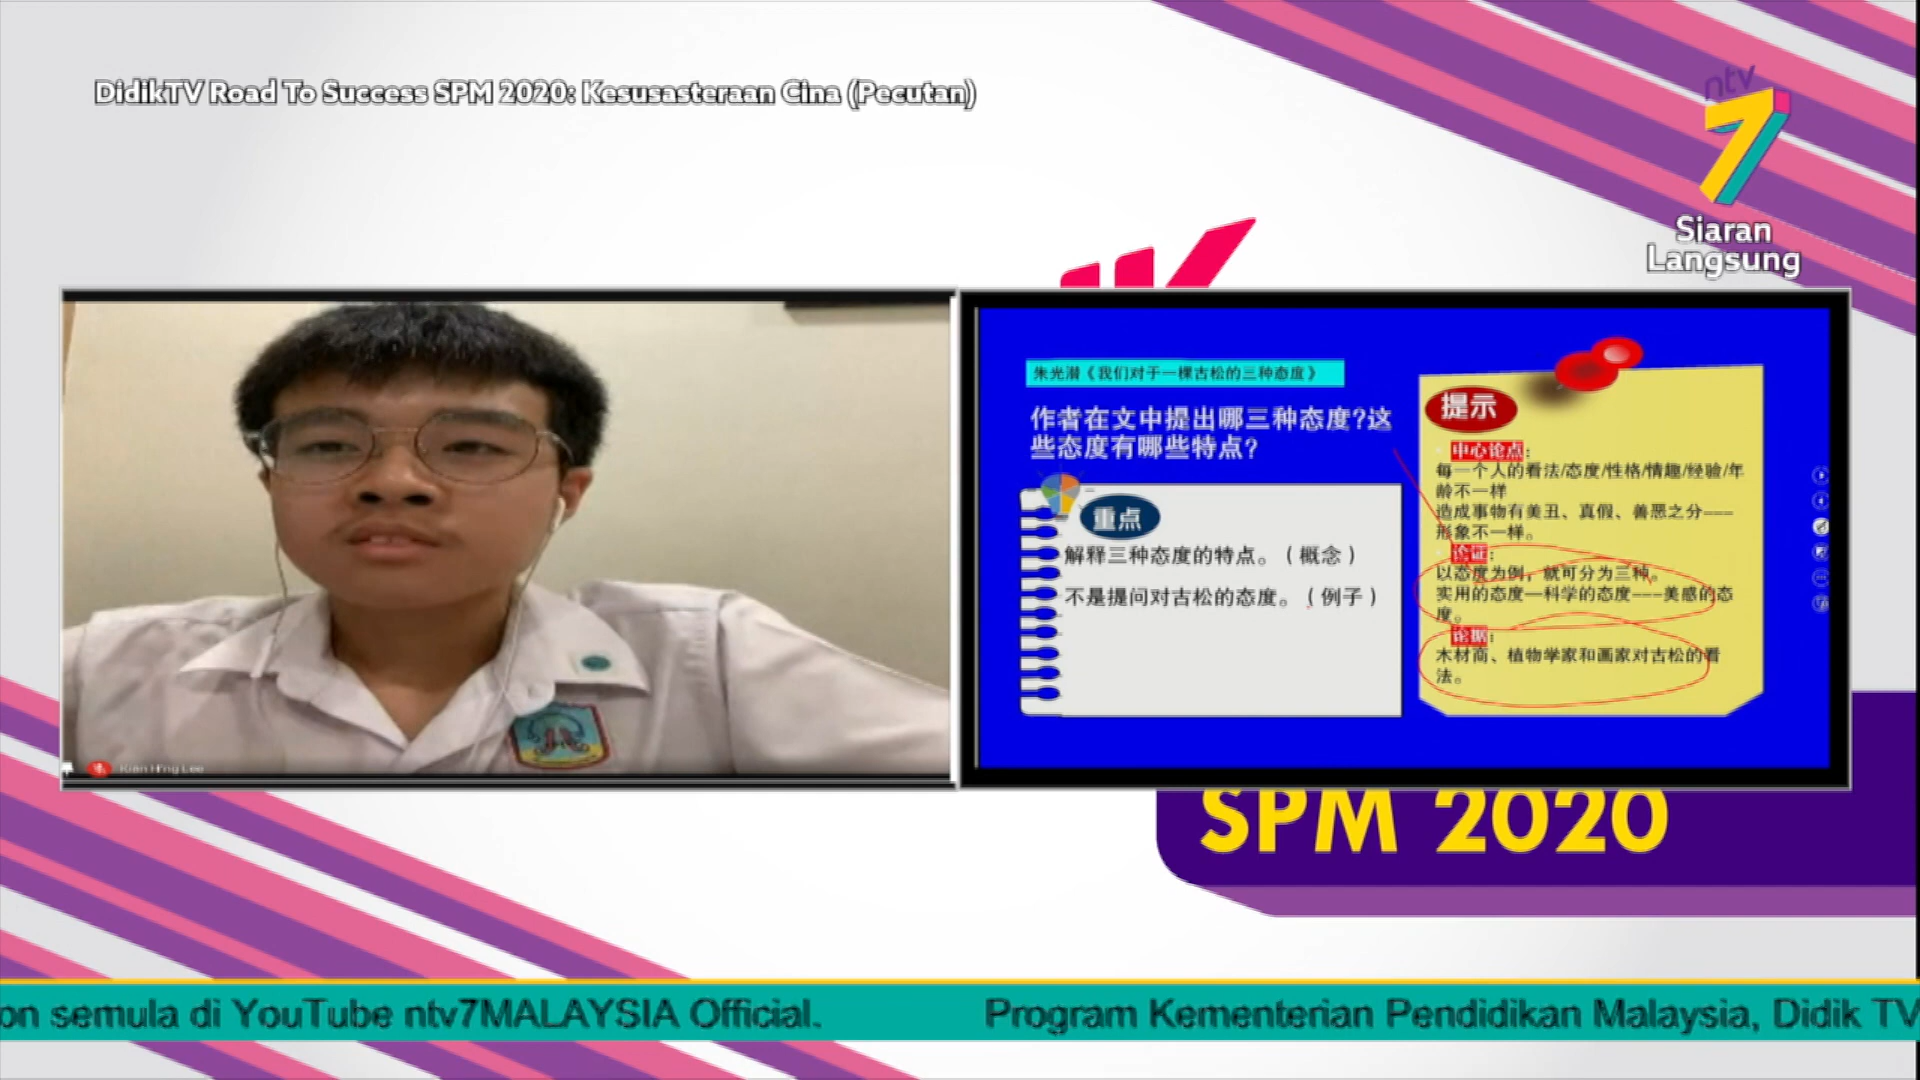 DidikTV Road To Success SPM 2020: Kesusasteraan Cina (Pecutan)
ntv
7
Siaran
Langsung
Kian Hing Lee
朱光潜《我们对于一棵古松的三种态度》
作者在文中提出哪三种态度?这
些态度有哪些特点?
重点
解释三种态度的特点。（概念）
不是提问对古松的态度。（例子）
提示
中心论点:
每一个人的看法/态度/性格/情趣/经验/年
龄不一样
造成事物有美丑、真假、善恶之分---
形象不一样。
论证:
以态度为例，就可分为三种。
实用的态度—科学的态度---美感的态
度。
论据:
木材商、植物学家和画家对古松的看
法。
SPM 2020
on semula di YouTube ntv7MALAYSIA Official.
Program Kementerian Pendidikan Malaysia, Didik TV